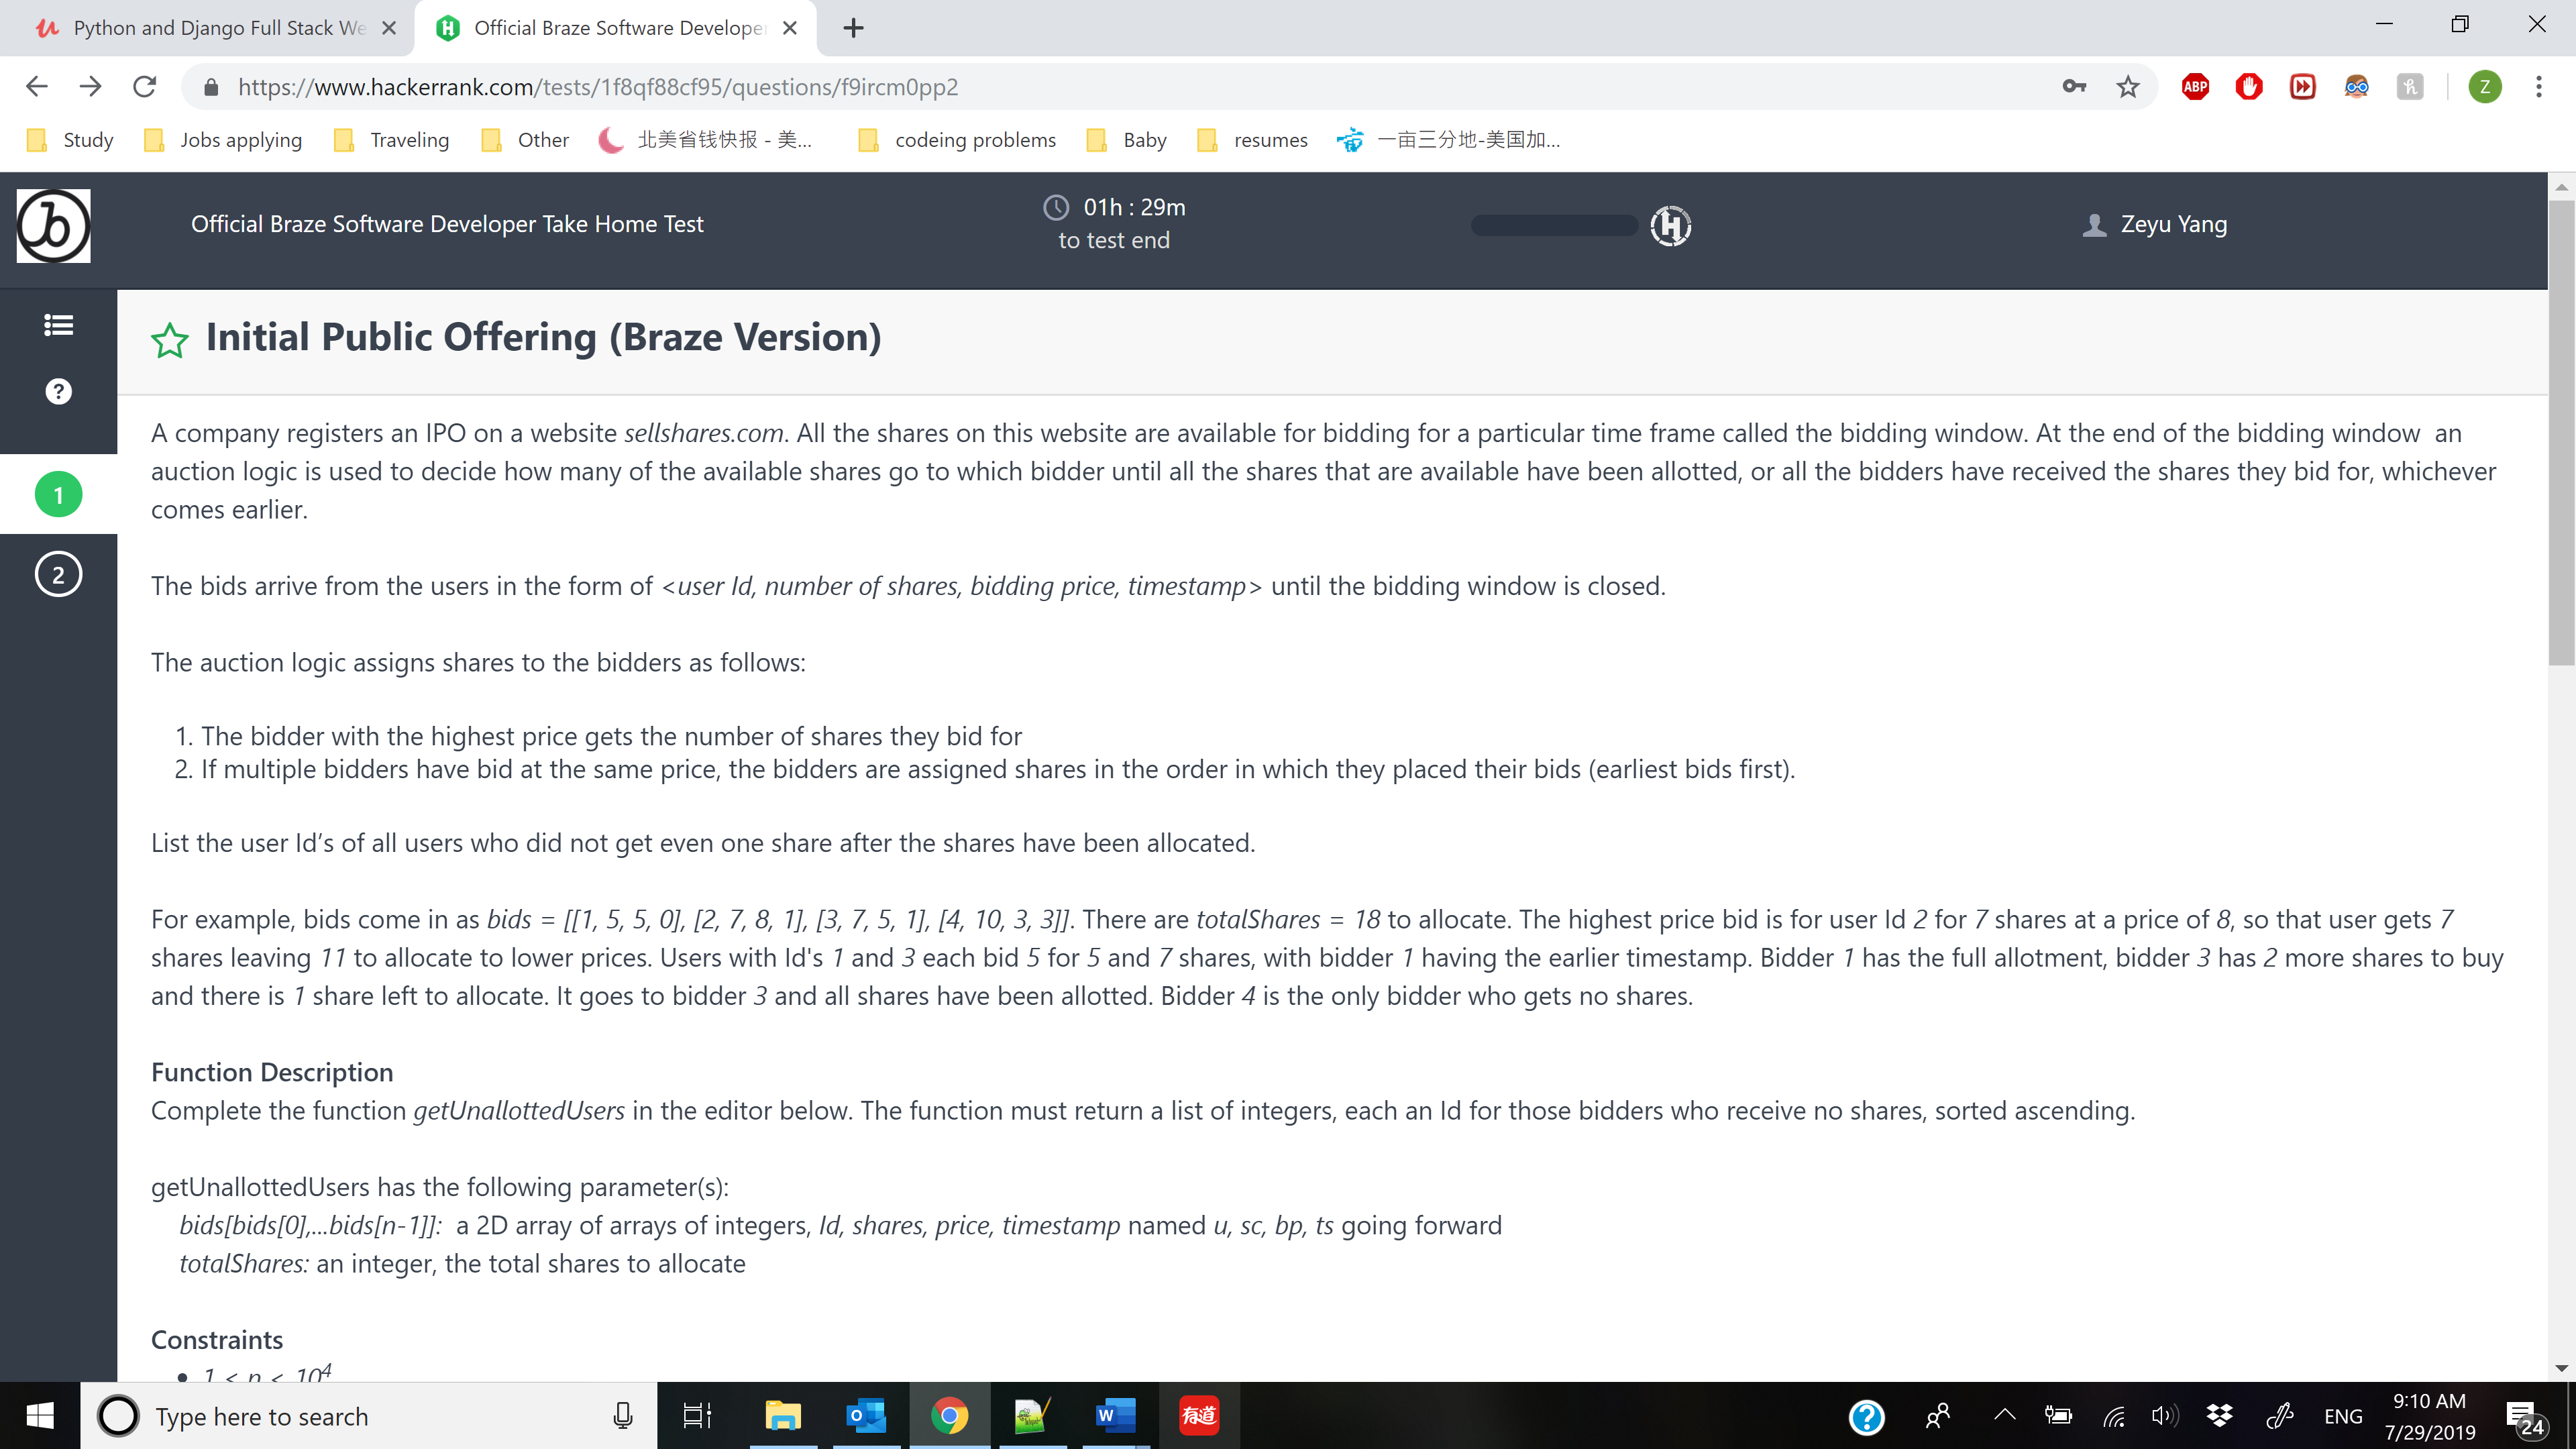 Python and Django Full Stack We
Official Braze Software Developer
https://www.hackerrank.com/tests/1f8qf88cf95/questions/f9ircm0pp2
ABP
Z
Study
Jobs applying
Traveling
Other
北美省钱快报 - 美...
codeing problems
Baby
resumes
一亩三分地-美国加...
b
Official Braze Software Developer Take Home Test
01h : 29m
to test end
H
Zeyu Yang
Initial Public Offering (Braze Version)
?
1
2
A company registers an IPO on a website sellshares.com. All the shares on this website are available for bidding for a particular time frame called the bidding window. At the end of the bidding window  an
auction logic is used to decide how many of the available shares go to which bidder until all the shares that are available have been allotted, or all the bidders have received the shares they bid for, whichever
comes earlier.
The bids arrive from the users in the form of <user Id, number of shares, bidding price, timestamp> until the bidding window is closed.
The auction logic assigns shares to the bidders as follows:
1. The bidder with the highest price gets the number of shares they bid for
2. If multiple bidders have bid at the same price, the bidders are assigned shares in the order in which they placed their bids (earliest bids first).
List the user Id’s of all users who did not get even one share after the shares have been allocated.
For example, bids come in as bids = [[1, 5, 5, 0], [2, 7, 8, 1], [3, 7, 5, 1], [4, 10, 3, 3]]. There are totalShares = 18 to allocate. The highest price bid is for user Id 2 for 7 shares at a price of 8, so that user gets 7
shares leaving 11 to allocate to lower prices. Users with Id's 1 and 3 each bid 5 for 5 and 7 shares, with bidder 1 having the earlier timestamp. Bidder 1 has the full allotment, bidder 3 has 2 more shares to buy
and there is 1 share left to allocate. It goes to bidder 3 and all shares have been allotted. Bidder 4 is the only bidder who gets no shares.
Function Description
Complete the function getUnallottedUsers in the editor below. The function must return a list of integers, each an Id for those bidders who receive no shares, sorted ascending.
getUnallottedUsers has the following parameter(s):
bids[bids[0],...bids[n-1]]:  a 2D array of arrays of integers, Id, shares, price, timestamp named u, sc, bp, ts going forward
totalShares: an integer, the total shares to allocate
Constraints
• 1 ≤ n ≤ 10⁴
Type here to search
有道
ENG
9:10 AM
7/29/2019
24